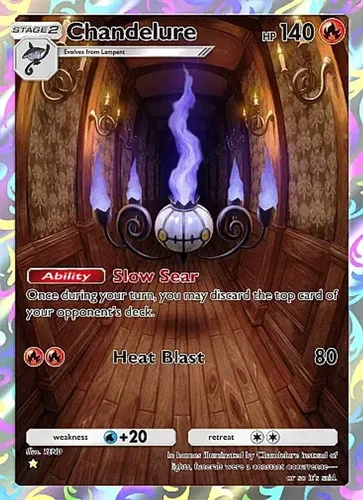 STAGE 2 Chandelure HP 140
Evolves from Lampent
Ability Slow Sear
Once during your turn, you may discard the top card of
your opponent's deck.
Heat Blast 80
weakness +20 retreat
Illus. REND
In homes illuminated by Chandelure instead of
lights, funerals were a constant occurrence—
or so it's said.